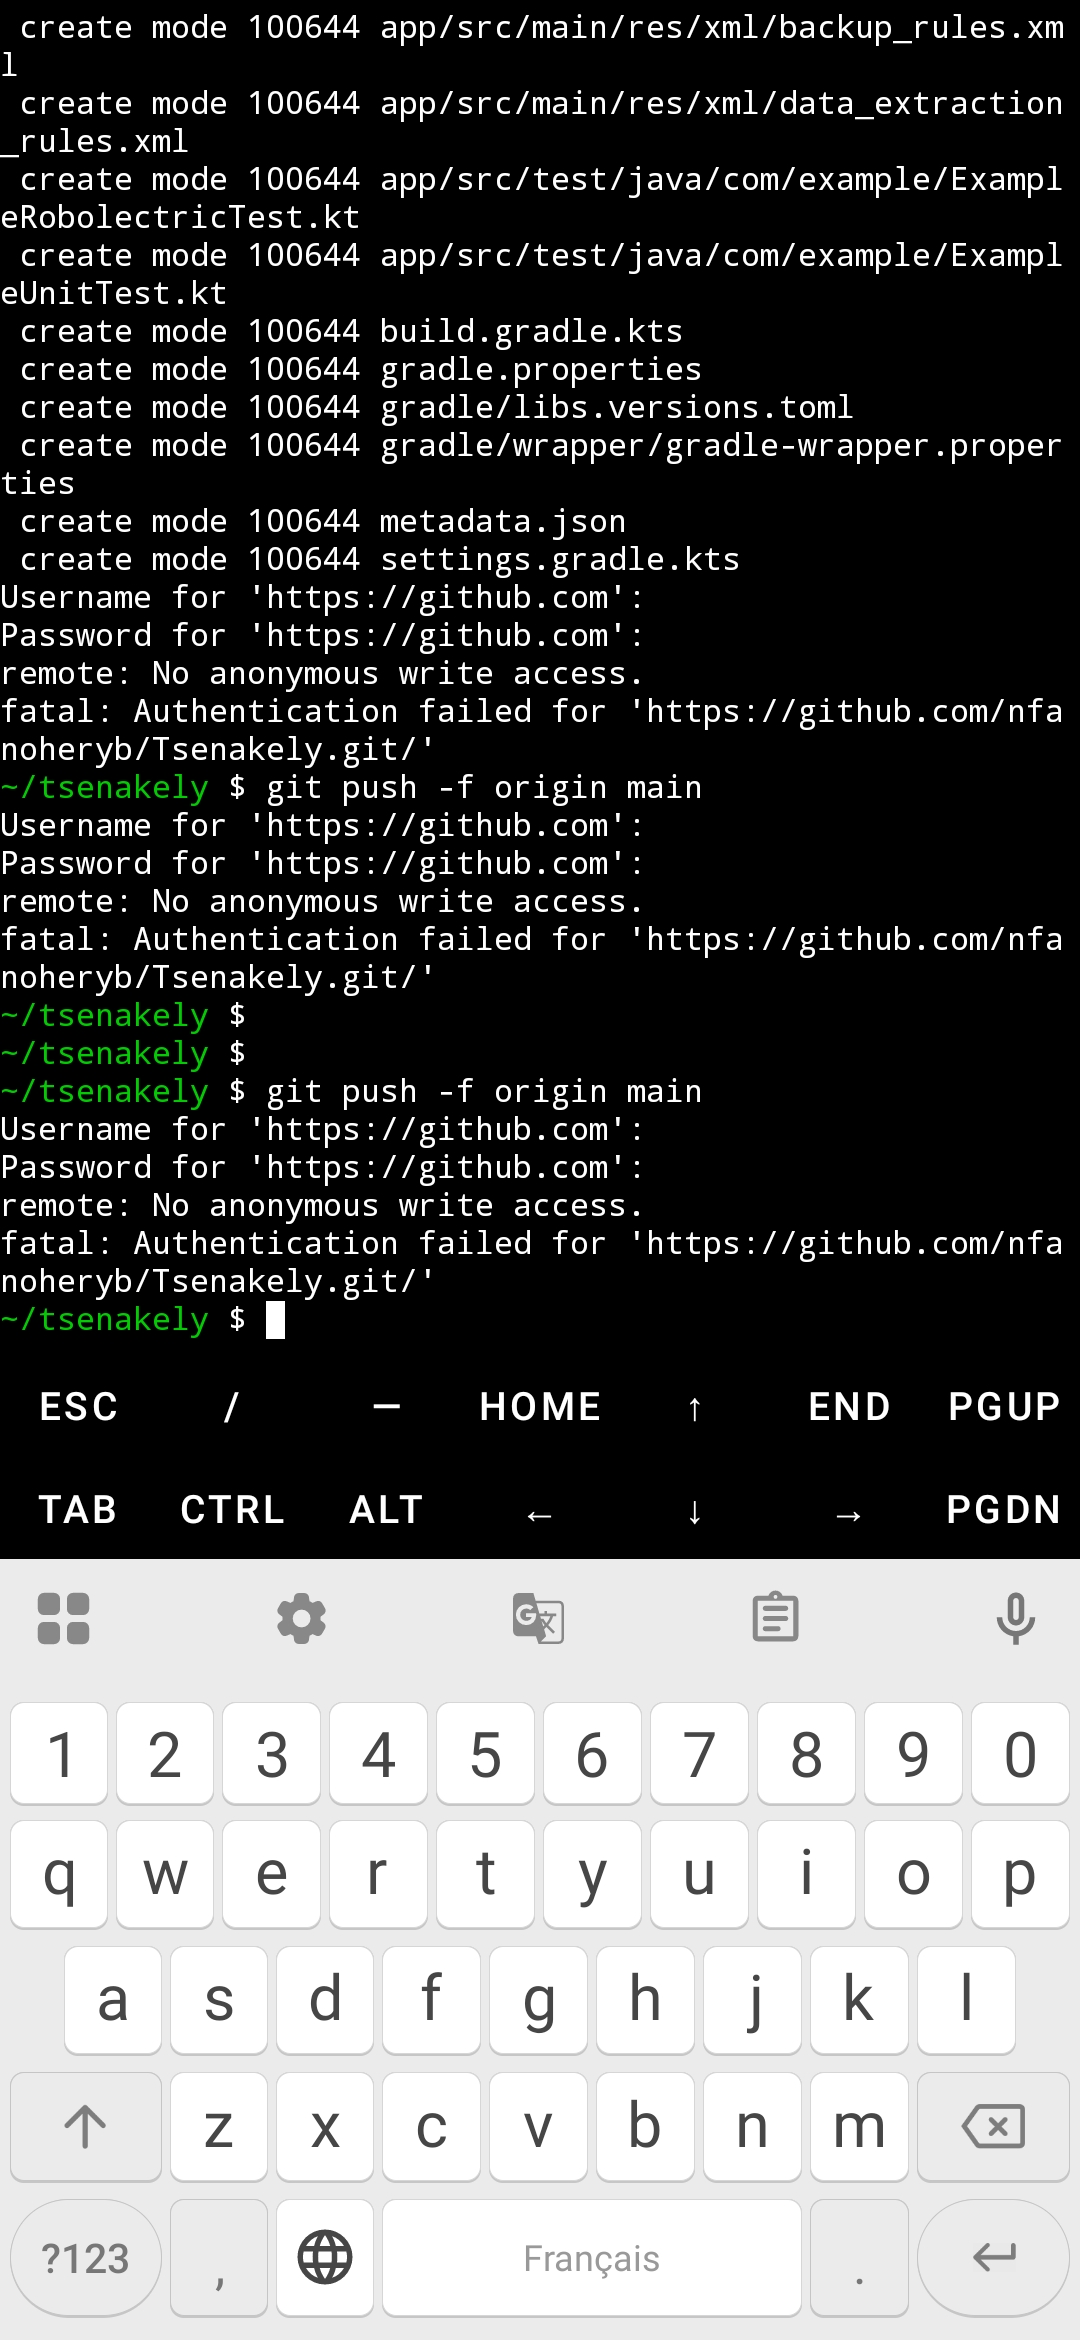 create mode 100644 app/src/main/res/xml/backup_rules.xm
l
 create mode 100644 app/src/main/res/xml/data_extraction
_rules.xml
 create mode 100644 app/src/test/java/com/example/Exampl
eRobolectricTest.kt
 create mode 100644 app/src/test/java/com/example/Exampl
eUnitTest.kt
 create mode 100644 build.gradle.kts
 create mode 100644 gradle.properties
 create mode 100644 gradle/libs.versions.toml
 create mode 100644 gradle/wrapper/gradle-wrapper.proper
ties
 create mode 100644 metadata.json
 create mode 100644 settings.gradle.kts
Username for 'https://github.com':
Password for 'https://github.com':
remote: No anonymous write access.
fatal: Authentication failed for 'https://github.com/nfa
noheryb/Tsenakely.git/'
~/tsenakely $ git push -f origin main
Username for 'https://github.com':
Password for 'https://github.com':
remote: No anonymous write access.
fatal: Authentication failed for 'https://github.com/nfa
noheryb/Tsenakely.git/'
~/tsenakely $
~/tsenakely $
~/tsenakely $ git push -f origin main
Username for 'https://github.com':
Password for 'https://github.com':
remote: No anonymous write access.
fatal: Authentication failed for 'https://github.com/nfa
noheryb/Tsenakely.git/'
~/tsenakely $
ESC / — HOME ↑ END PGUP
TAB CTRL ALT ← ↓ → PGDN
1 2 3 4 5 6 7 8 9 0
q w e r t y u i o p
a s d f g h j k l
z x c v b n m
?123 , Français .